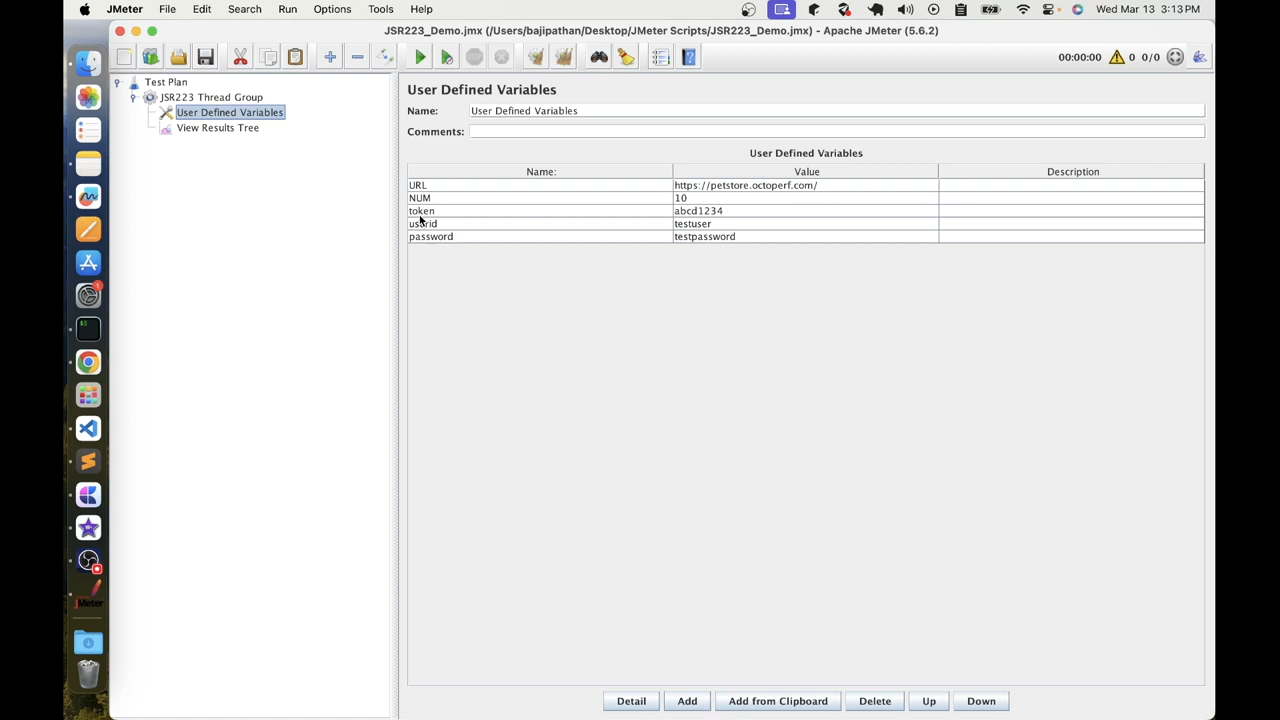 JMeter File Edit Search Run Options Tools Help Wed Mar 13 3:13 PM
JSR223_Demo.jmx (/Users/bajipathan/Desktop/JMeter Scripts/JSR223_Demo.jmx) - Apache JMeter (5.6.2)
00:00:00 0 0/0
Test Plan
JSR223 Thread Group
User Defined Variables
View Results Tree
User Defined Variables
Name: User Defined Variables
Comments:
User Defined Variables
Name: Value Description
URL https://petstore.octoperf.com/
NUM 10
token abcd1234
userid testuser
password testpassword
1
JMeter
Detail Add Add from Clipboard Delete Up Down